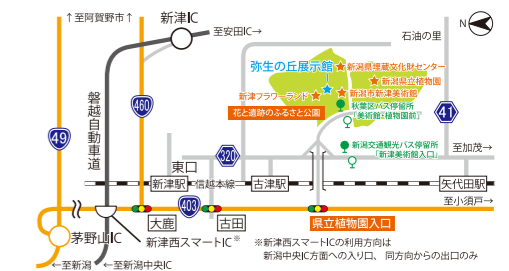 ↑至阿賀野市↑
新津IC
至安田IC→
石油の里
N
弥生の丘展示館
新潟県埋蔵文化財センター
新潟県立植物園
新津フラワーランド
新潟市新津美術館
花と遺跡のふるさと公園
秋葉区バス停留所
「美術館・植物園前」
460
41
49
磐越自動車道
新潟交通観光バス停留所
「新津美術館入口」
320
東口
至加茂→
新津駅
信越本線
古津駅
矢代田駅
403
至小須戸→
大鹿
古田
県立植物園入口
茅野山IC
新津西スマートIC※
※新津西スマートICの利用方向は
新潟中央IC方面への入り口、同方向からの出口のみ
←至新潟
←至新潟中央IC